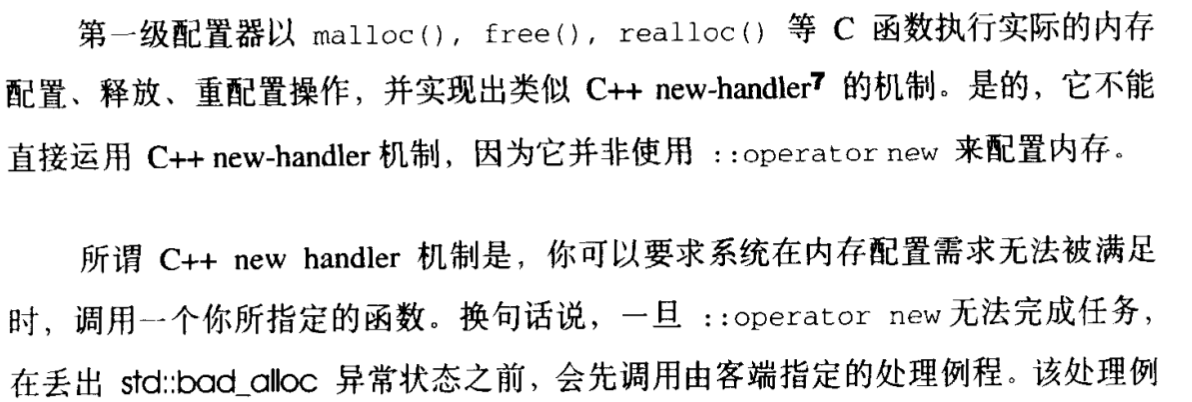 第一级配置器以 malloc(), free(), realloc() 等 C 函数执行实际的内存
配置、释放、重配置操作，并实现出类似 C++ new-handler7 的机制。是的，它不能
直接运用 C++ new-handler 机制，因为它并非使用 ::operator new 来配置内存。
所谓 C++ new handler 机制是，你可以要求系统在内存配置需求无法被满足
时，调用一个你所指定的函数。换句话说，一旦 ::operator new 无法完成任务，
在丢出 std::bad_alloc 异常状态之前，会先调用由客端指定的处理例程。该处理例